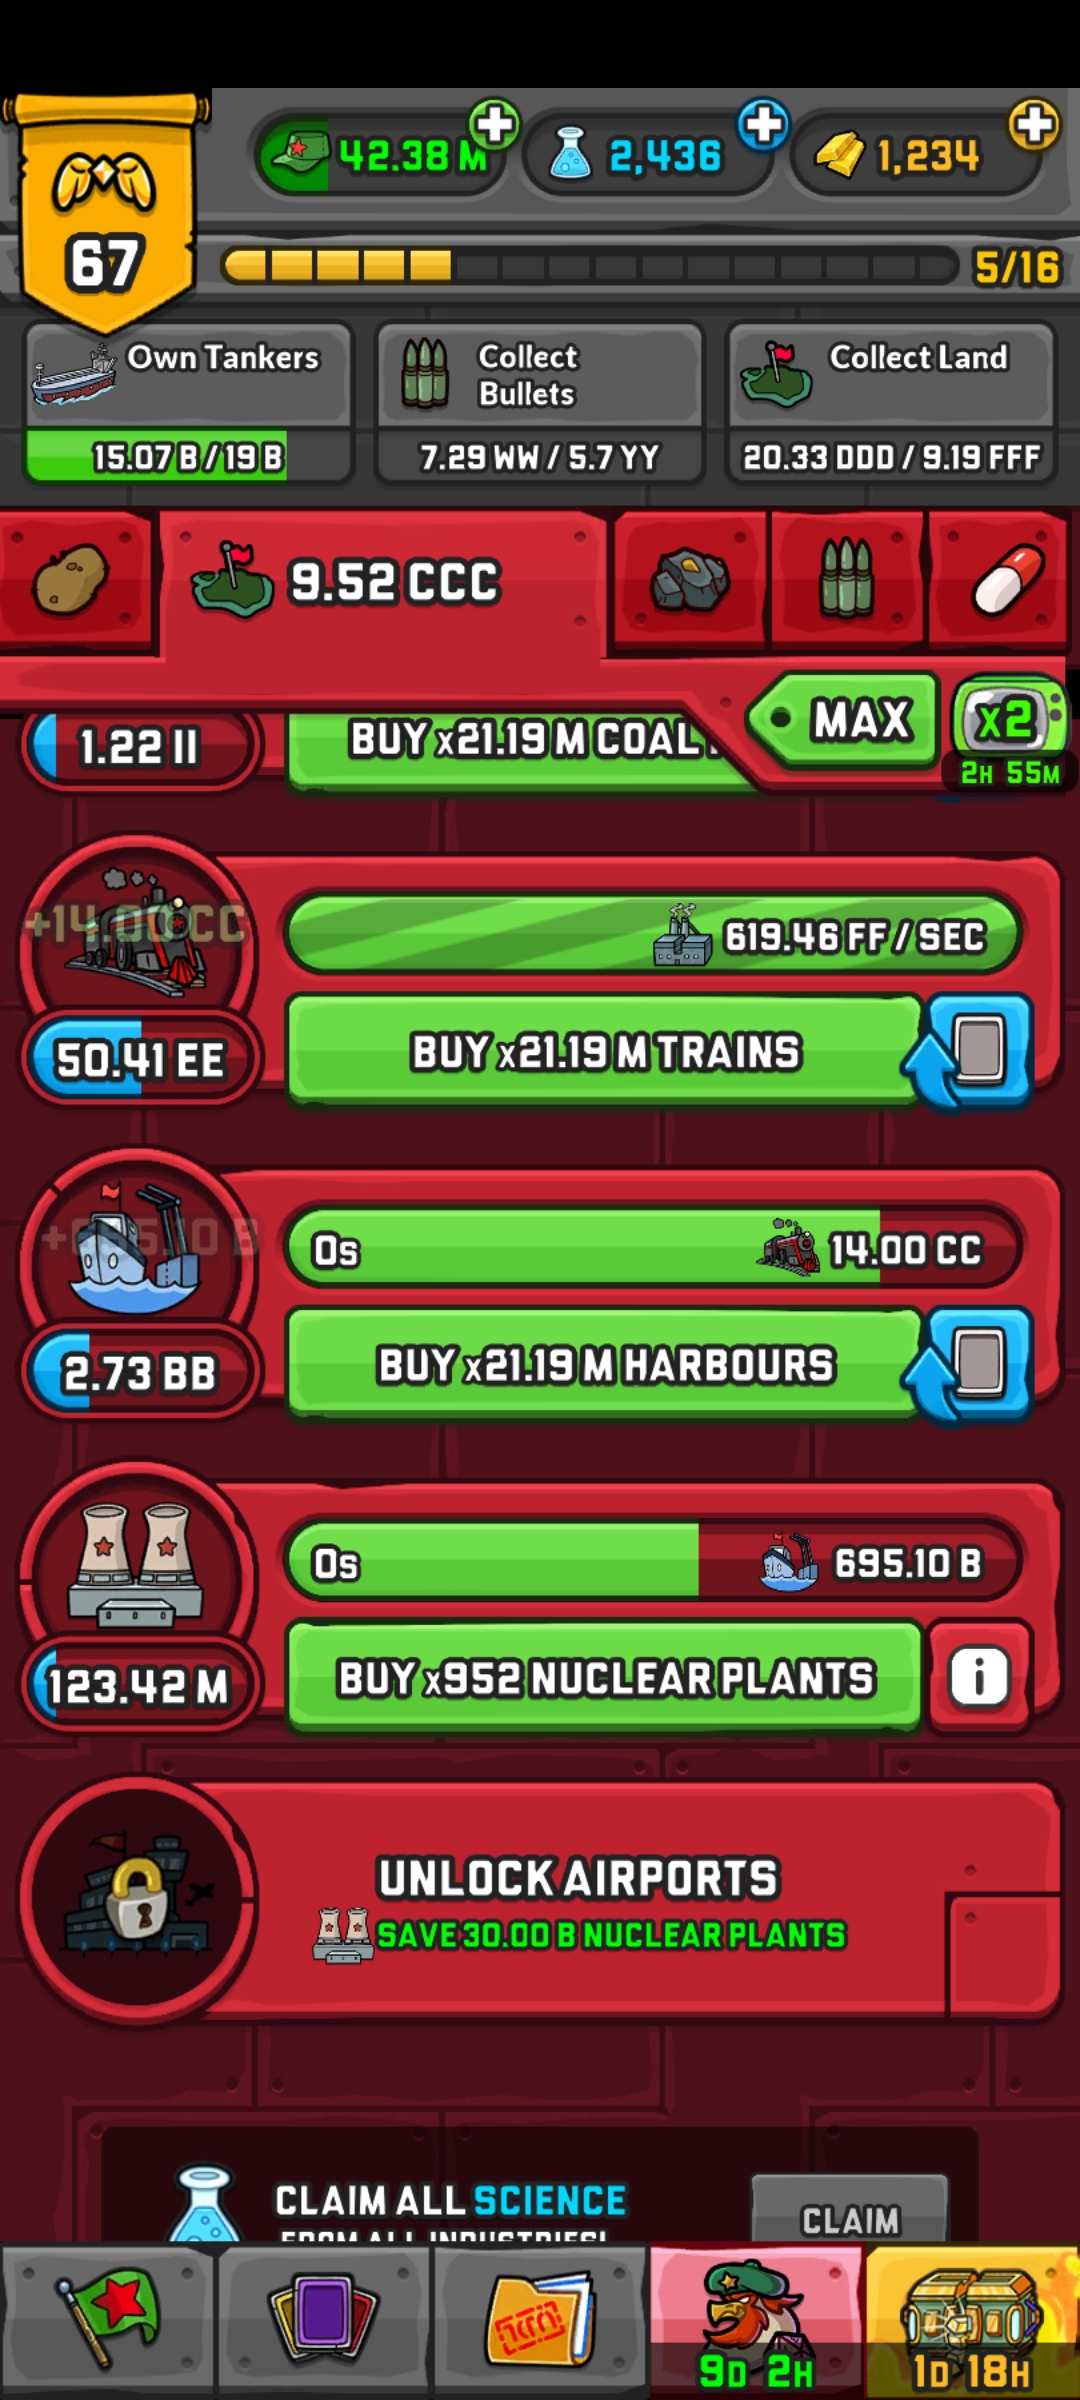 42.38 M
2,436
1,234
67
5/16
Own Tankers
15.07 B / 19 B
Collect
Bullets
7.29 WW / 5.7 YY
Collect Land
20.33 DDD / 9.19 FFF
9.52 CCC
MAX
x2
2H 55M
1.22 II
BUY x21.19 M COAL
+14.00 CC
619.46 FF / SEC
50.41 EE
BUY x21.19 M TRAINS
+695.10 B
0s
14.00 CC
2.73 BB
BUY x21.19 M HARBOURS
0s
695.10 B
123.42 M
BUY x952 NUCLEAR PLANTS
i
UNLOCK AIRPORTS
SAVE 30.00 B NUCLEAR PLANTS
CLAIM ALL SCIENCE
FROM ALL INDUSTRIES!
CLAIM
9D 2H
1D 18H